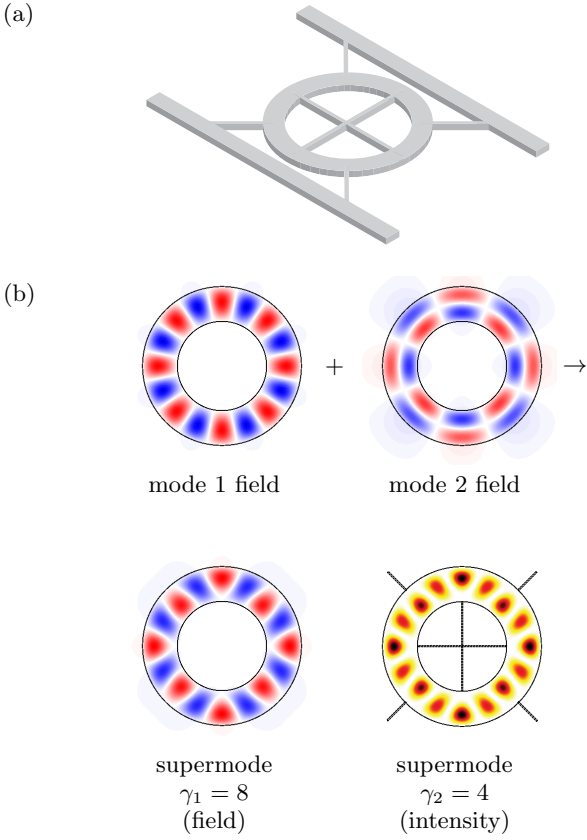 (a)
(b)
+
→
mode 1 field
mode 2 field
supermode
γ₁ = 8
(field)
supermode
γ₂ = 4
(intensity)